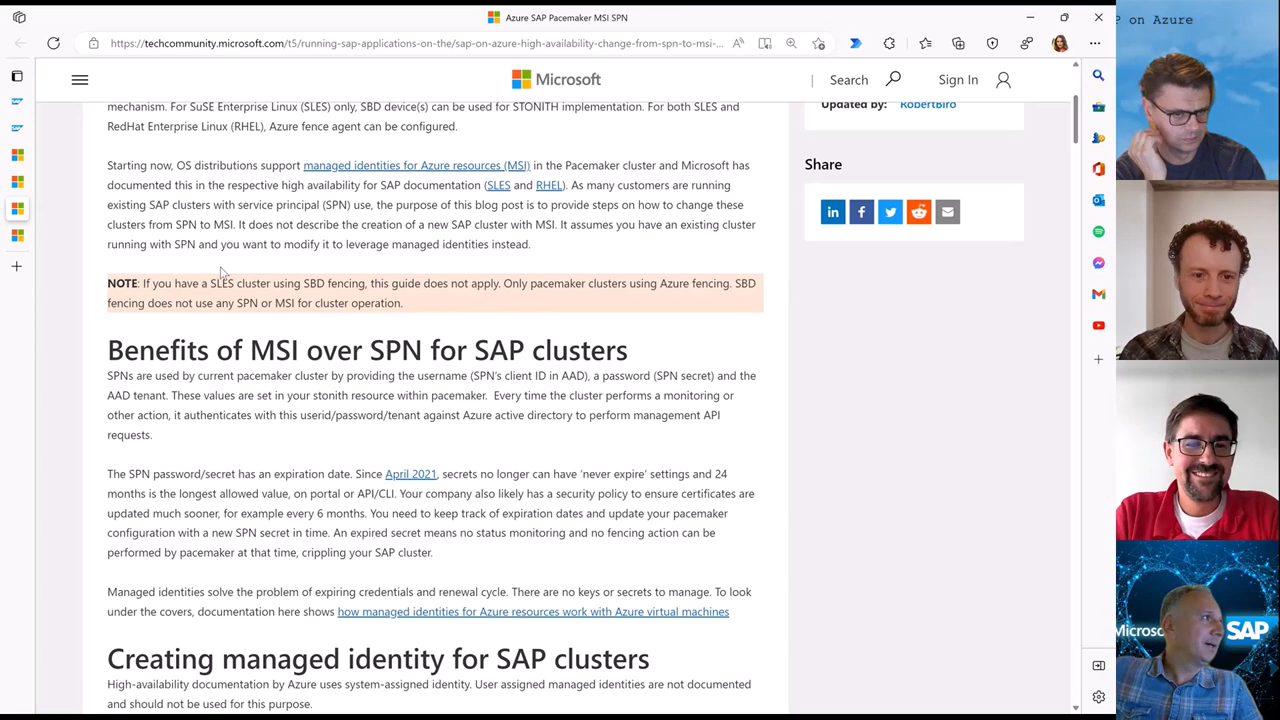 Azure SAP Pacemaker MSI SPN
https://techcommunity.microsoft.com/t5/running-sap-applications-on-the/sap-on-azure-high-availability-change-from-spn-to-msi-...
Microsoft
Search
Sign In
mechanism. For SuSE Enterprise Linux (SLES) only, SBD device(s) can be used for STONITH implementation. For both SLES and
RedHat Enterprise Linux (RHEL), Azure fence agent can be configured.
Starting now, OS distributions support managed identities for Azure resources (MSI) in the Pacemaker cluster and Microsoft has
documented this in the respective high availability for SAP documentation (SLES and RHEL). As many customers are running
existing SAP clusters with service principal (SPN) use, the purpose of this blog post is to provide steps on how to change these
clusters from SPN to MSI. It does not describe the creation of a new SAP cluster with MSI. It assumes you have an existing cluster
running with SPN and you want to modify it to leverage managed identities instead.
NOTE: If you have a SLES cluster using SBD fencing, this guide does not apply. Only pacemaker clusters using Azure fencing. SBD
fencing does not use any SPN or MSI for cluster operation.
Benefits of MSI over SPN for SAP clusters
SPNs are used by current pacemaker cluster by providing the username (SPN's client ID in AAD), a password (SPN secret) and the
AAD tenant. These values are set in your stonith resource within pacemaker. Every time the cluster performs a monitoring or
other action, it authenticates with this userid/password/tenant against Azure active directory to perform management API
requests.
The SPN password/secret has an expiration date. Since April 2021, secrets no longer can have 'never expire' settings and 24
months is the longest allowed value, on portal or API/CLI. Your company also likely has a security policy to ensure certificates are
updated much sooner, for example every 6 months. You need to keep track of expiration dates and update your pacemaker
configuration with a new SPN secret in time. An expired secret means no status monitoring and no fencing action can be
performed by pacemaker at that time, crippling your SAP cluster.
Managed identities solve the problem of expiring credentials and renewal cycle. There are no keys or secrets to manage. To look
under the covers, documentation here shows how managed identities for Azure resources work with Azure virtual machines
Creating managed identity for SAP clusters
High-availability documentation by Azure uses system-assigned identity. User assigned managed identities are not documented
and should not be used for this purpose.
Updated by: RobertBiro
Share
P on Azure
Microso
SAP